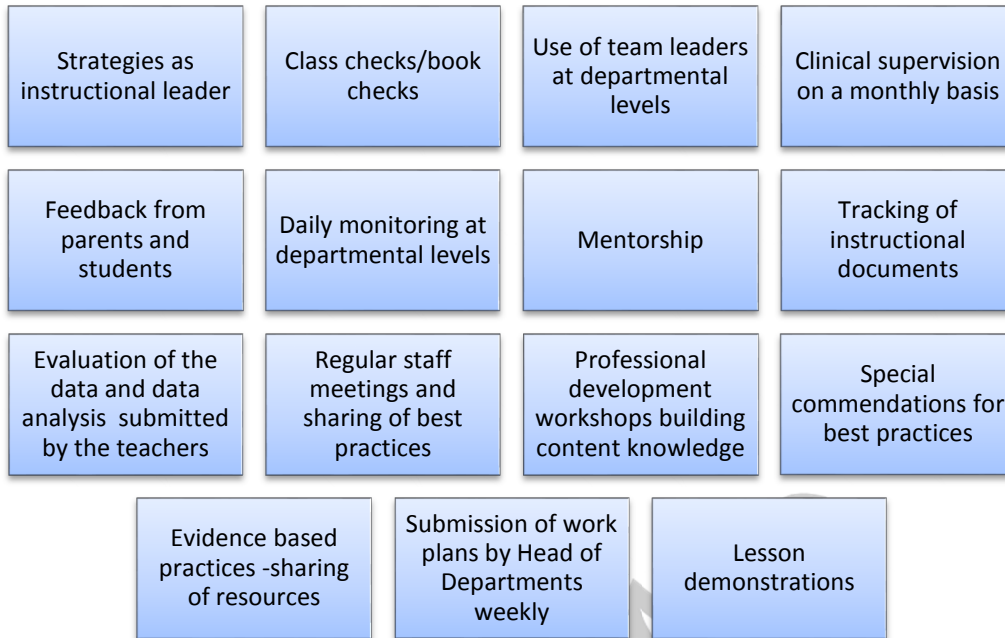 Strategies as
instructional leader
Class checks/book
checks
Use of team leaders
at departmental
levels
Clinical supervision
on a monthly basis
Feedback from
parents and
students
Daily monitoring at
departmental levels
Mentorship
Tracking of
instructional
documents
Evaluation of the
data and data
analysis submitted
by the teachers
Regular staff
meetings and
sharing of best
practices
Professional
development
workshops building
content knowledge
Special
commendations for
best practices
Evidence based
practices -sharing
of resources
Submission of work
plans by Head of
Departments
weekly
Lesson
demonstrations